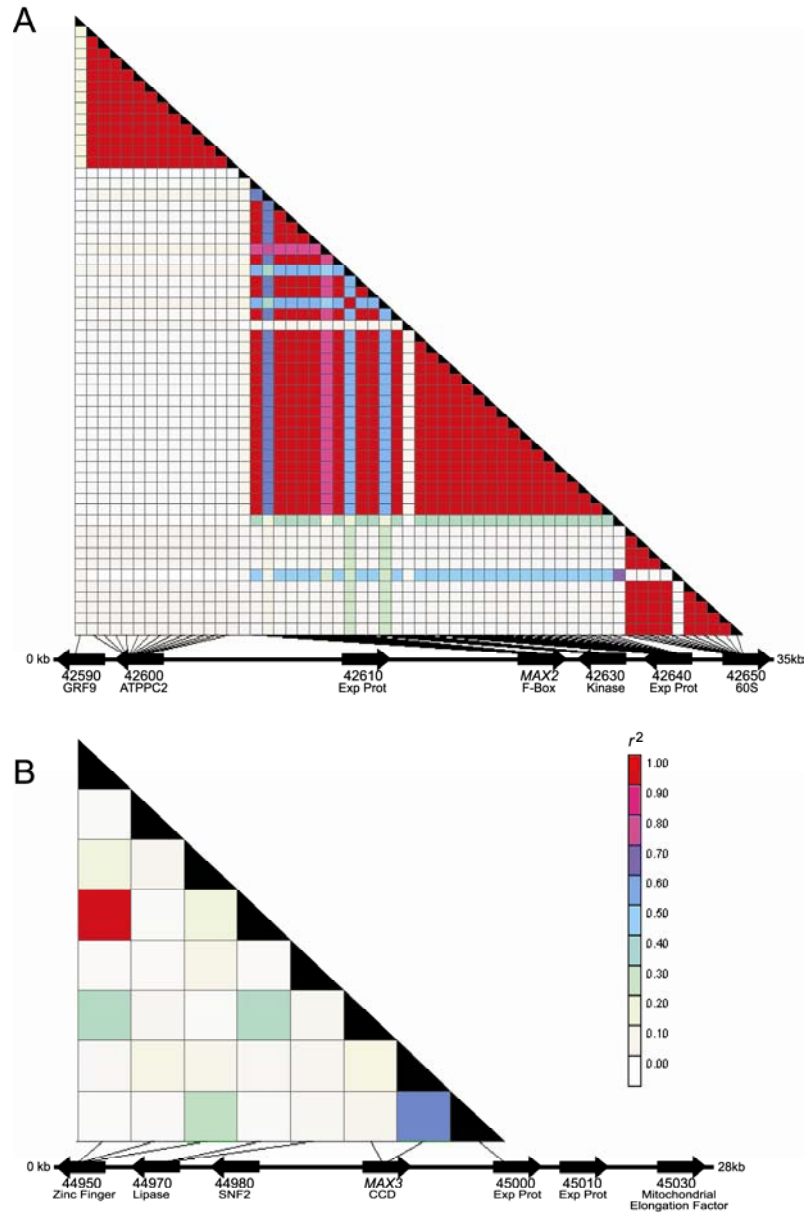 A
0 kb
35kb
42590 42600 42610 MAX2 42630 42640 42650
GRF9 ATPPC2 Exp Prot F-Box Kinase Exp Prot 60S
B
r²
1.00
0.90
0.80
0.70
0.60
0.50
0.40
0.30
0.20
0.10
0.00
0 kb
28kb
44950 44970 44980 MAX3 45000 45010 45030
Zinc Finger Lipase SNF2 CCD Exp Prot Exp Prot Mitochondrial
Elongation Factor